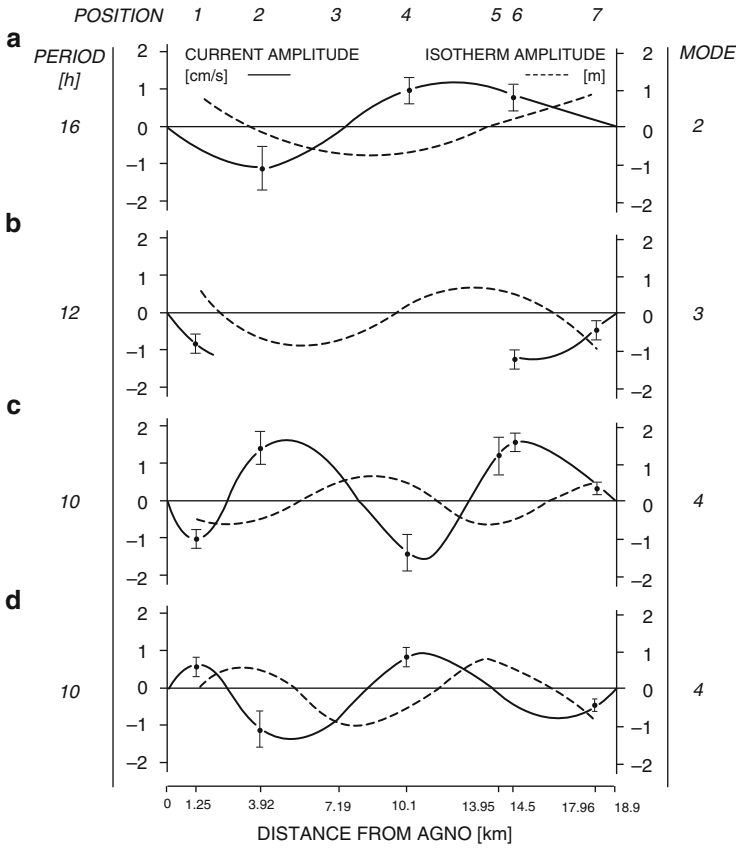 POSITION 1 2 3 4 5 6 7
a
PERIOD [h]
CURRENT AMPLITUDE [cm/s]
ISOTHERM AMPLITUDE [m]
MODE
2 1 0 −1 −2
2 1 0 −1 −2
16
2
b
2 1 0 −1 −2
2 1 0 −1 −2
12
3
c
2 1 0 −1 −2
2 1 0 −1 −2
10
4
d
2 1 0 −1 −2
2 1 0 −1 −2
10
4
0 1.25 3.92 7.19 10.1 13.95 14.5 17.96 18.9
DISTANCE FROM AGNO [km]